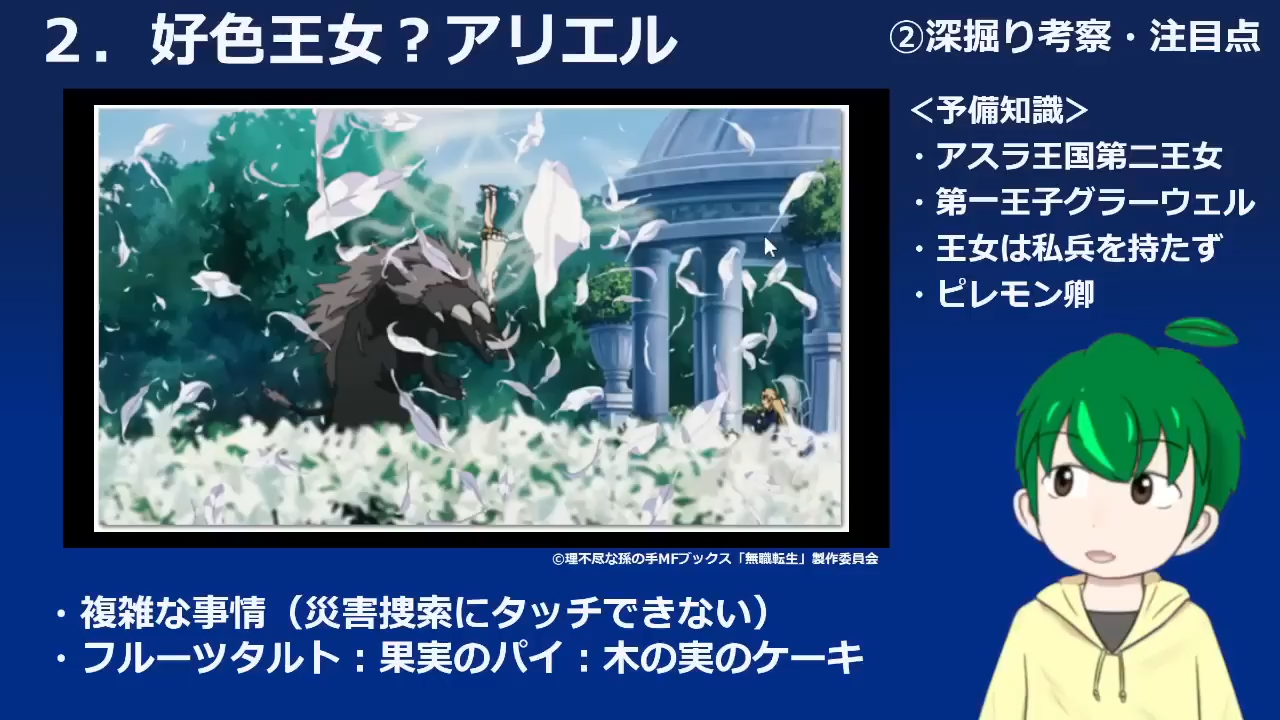 ２．好色王女？アリエル
②深掘り考察・注目点
＜予備知識＞
・アスラ王国第二王女
・第一王子グラーウェル
・王女は私兵を持たず
・ピレモン卿
©理不尽な孫の手MFブックス「無職転生」製作委員会
・複雑な事情（災害捜索にタッチできない）
・フルーツタルト：果実のパイ：木の実のケーキ